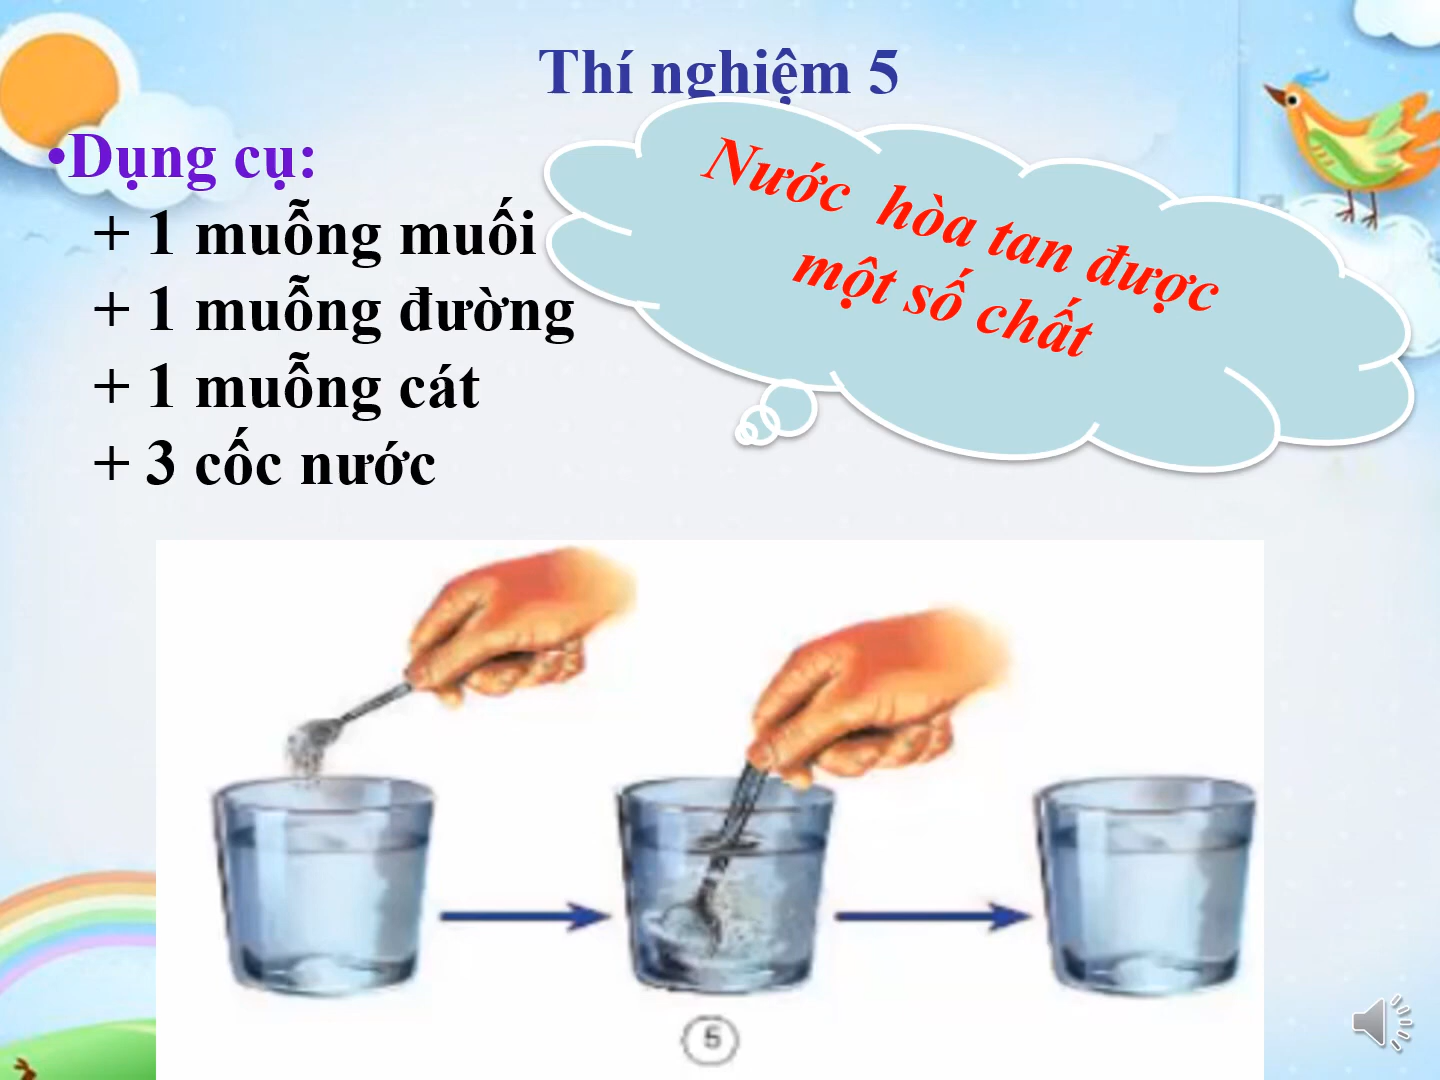 Thí nghiệm 5
•Dụng cụ:
+ 1 muỗng muối
+ 1 muỗng đường
+ 1 muỗng cát
+ 3 cốc nước
Nước hòa tan được
một số chất
5